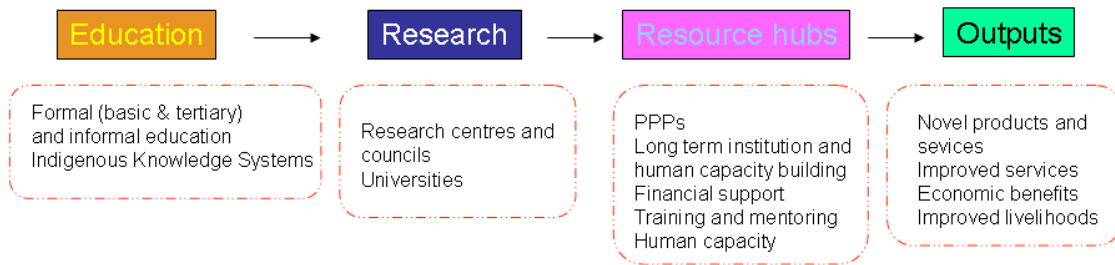 Education
Research
Resource hubs
Outputs
Formal (basic & tertiary)
and informal education
Indigenous Knowledge Systems
Research centres and
councils
Universities
PPPs
Long term institution and
human capacity building
Financial support
Training and mentoring
Human capacity
Novel products and
sevices
Improved services
Economic benefits
Improved livelihoods